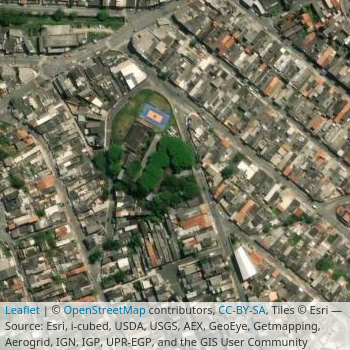 Leaflet | © OpenStreetMap contributors, CC-BY-SA, Tiles © Esri —
Source: Esri, i-cubed, USDA, USGS, AEX, GeoEye, Getmapping,
Aerogrid, IGN, IGP, UPR-EGP, and the GIS User Community